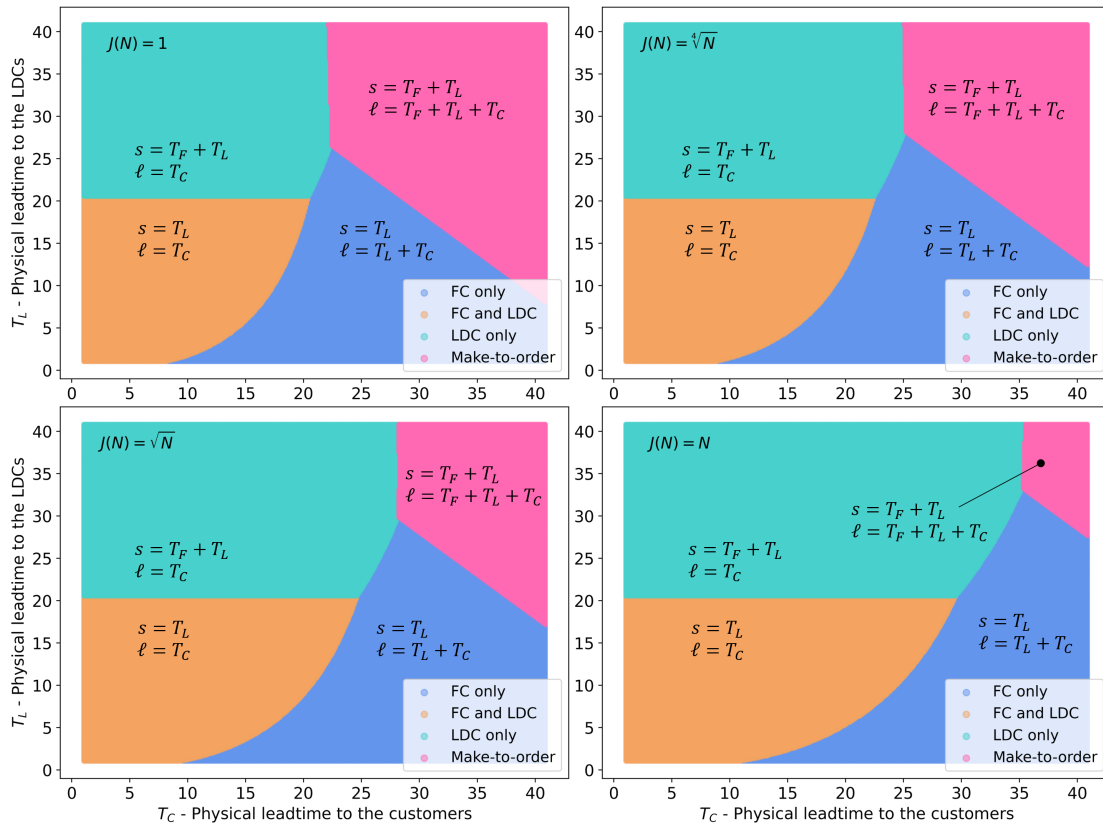 J(N) = 1
s = T_F + T_L
ℓ = T_F + T_L + T_C
s = T_F + T_L
ℓ = T_C
s = T_L
ℓ = T_C
s = T_L
ℓ = T_L + T_C
FC only
FC and LDC
LDC only
Make-to-order
T_L - Physical leadtime to the LDCs
40
35
30
25
20
15
10
5
0
0 5 10 15 20 25 30 35 40
J(N) = ∜N
s = T_F + T_L
ℓ = T_F + T_L + T_C
s = T_F + T_L
ℓ = T_C
s = T_L
ℓ = T_C
s = T_L
ℓ = T_L + T_C
FC only
FC and LDC
LDC only
Make-to-order
40
35
30
25
20
15
10
5
0
0 5 10 15 20 25 30 35 40
J(N) = √N
s = T_F + T_L
ℓ = T_F + T_L + T_C
s = T_F + T_L
ℓ = T_C
s = T_L
ℓ = T_C
s = T_L
ℓ = T_L + T_C
FC only
FC and LDC
LDC only
Make-to-order
T_L - Physical leadtime to the LDCs
40
35
30
25
20
15
10
5
0
0 5 10 15 20 25 30 35 40
T_C - Physical leadtime to the customers
J(N) = N
s = T_F + T_L
ℓ = T_F + T_L + T_C
s = T_F + T_L
ℓ = T_C
s = T_L
ℓ = T_C
s = T_L
ℓ = T_L + T_C
FC only
FC and LDC
LDC only
Make-to-order
40
35
30
25
20
15
10
5
0
0 5 10 15 20 25 30 35 40
T_C - Physical leadtime to the customers